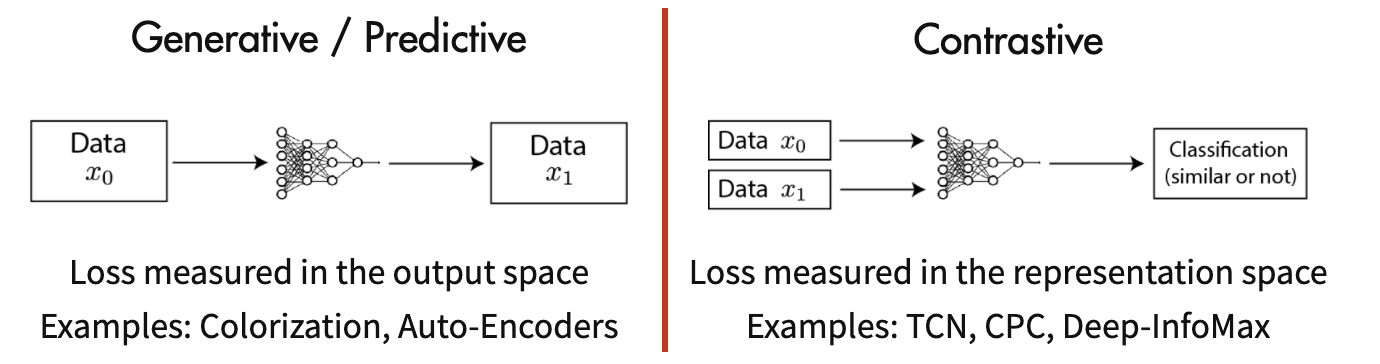 Generative / Predictive
Data
x₀
Data
x₁
Loss measured in the output space
Examples: Colorization, Auto-Encoders
Contrastive
Data x₀
Data x₁
Classification
(similar or not)
Loss measured in the representation space
Examples: TCN, CPC, Deep-InfoMax